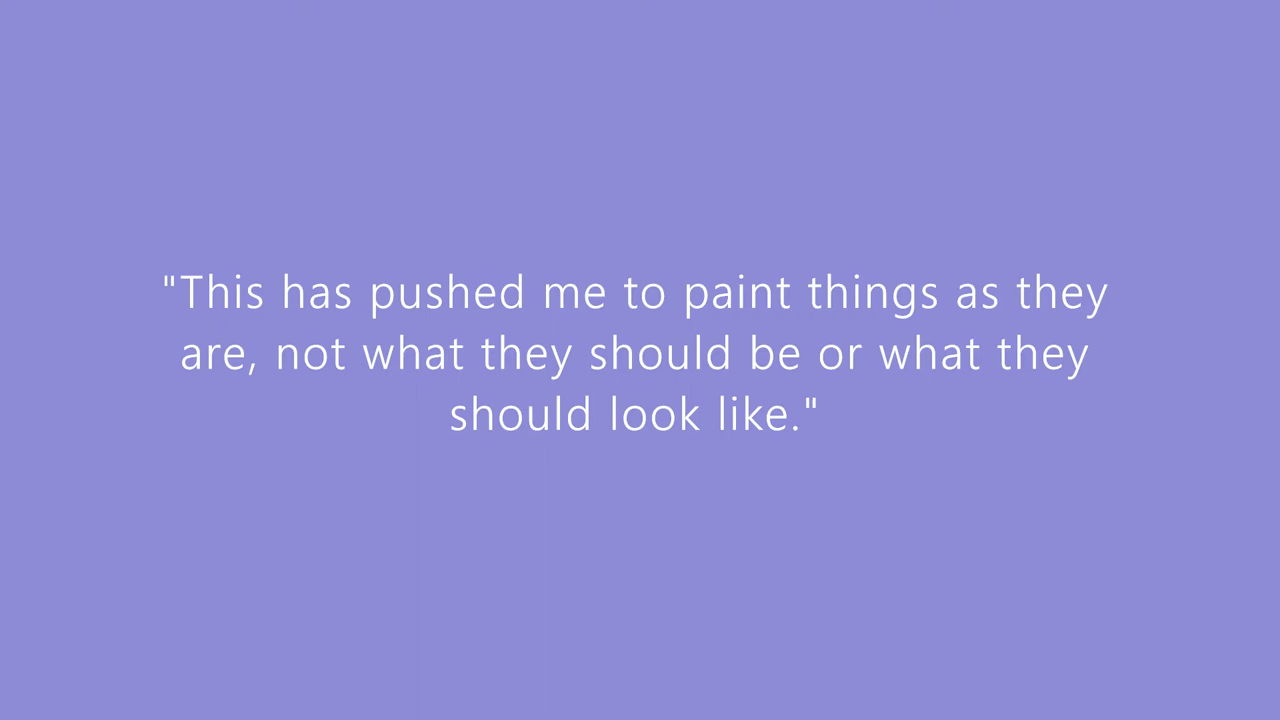 "This has pushed me to paint things as they
are, not what they should be or what they
should look like."